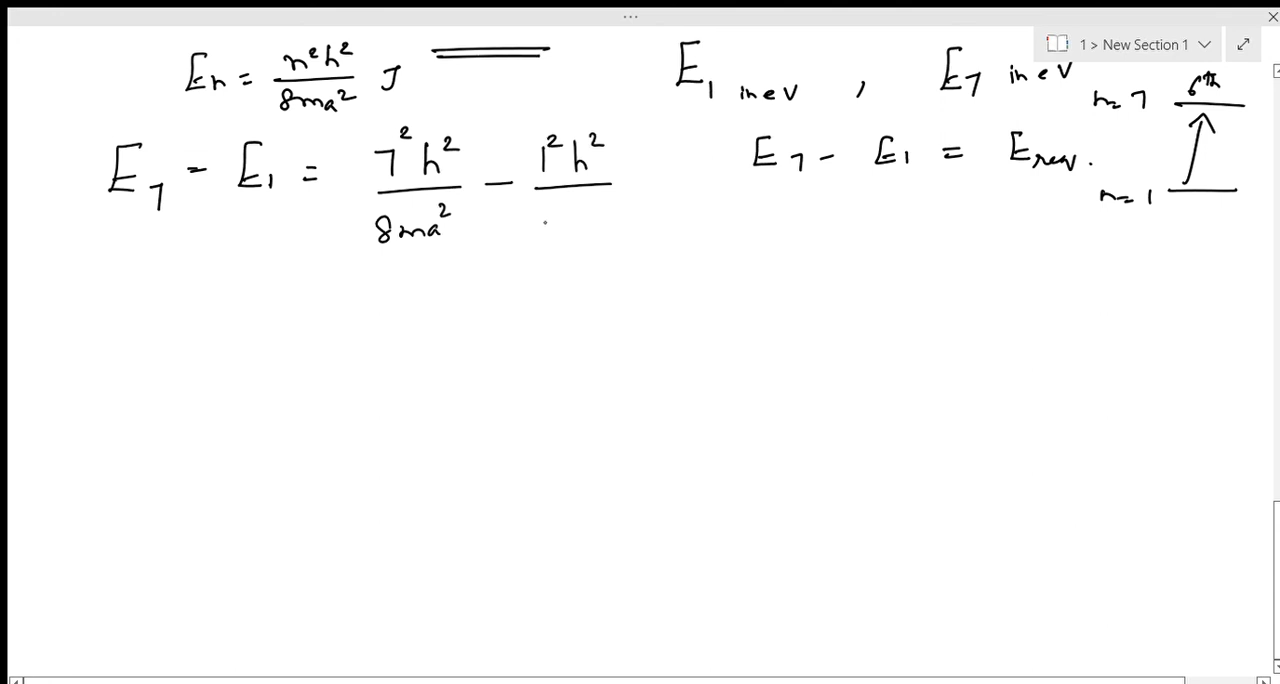 1 > New Section 1
En = n²h² / 8ma² J
E₁ in eV , E₇ in eV
n=7 6th
E₇ - E₁ = 7²h² / 8ma² - 1²h²
E₇ - E₁ = Ereq.
n=1